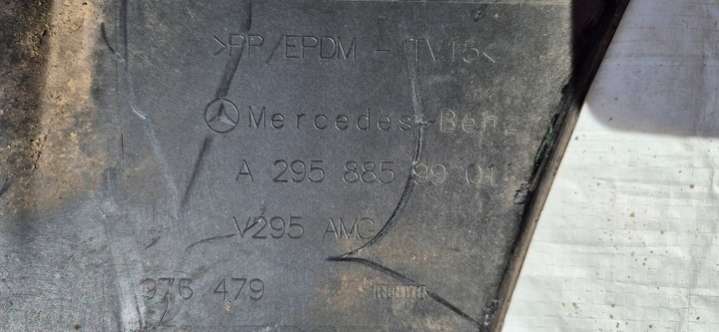 >PP/EPDM - TV15<
Mercedes-Benz
A 295 885 99 01
V295 AMG
976 479